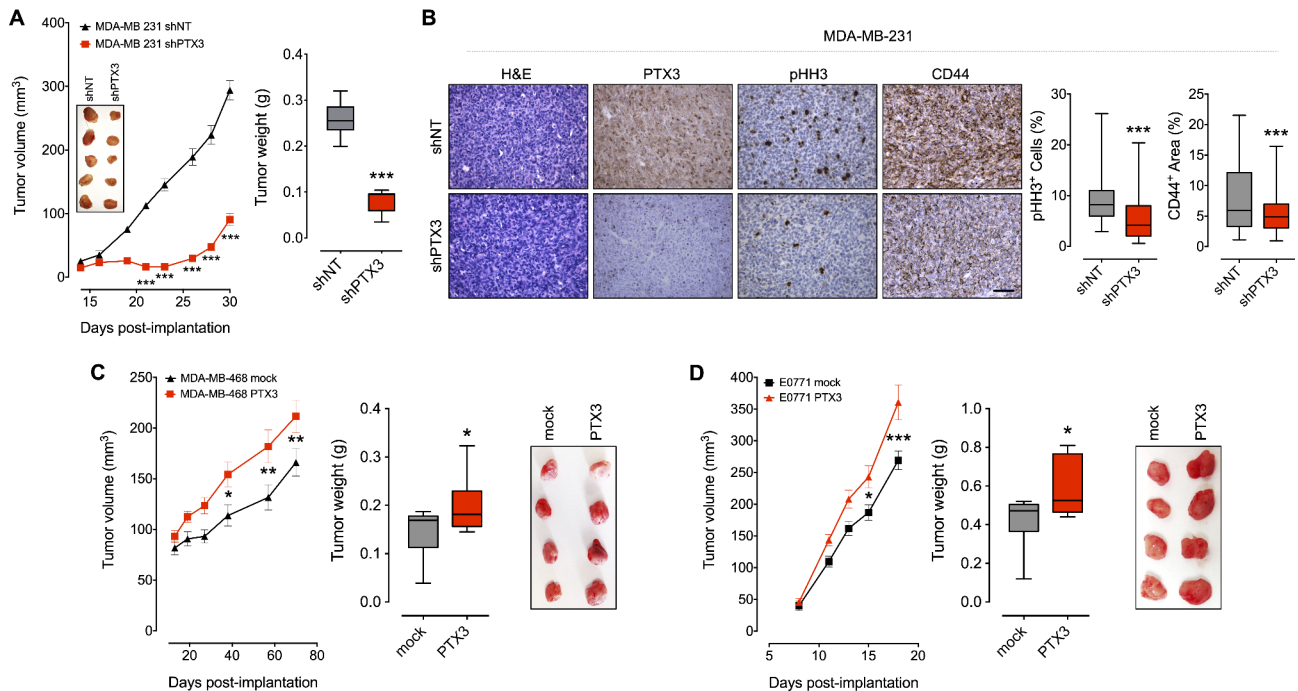 A
MDA-MB 231 shNT
MDA-MB 231 shPTX3
400
300
200
100
0
Tumor volume (mm3)
shNT
shPTX3
***
***
***
***
***
15
20
25
30
Days post-implantation
0.4
0.3
0.2
0.1
0.0
Tumor weight (g)
***
shNT
shPTX3
B
MDA-MB-231
H&E
PTX3
pHH3
CD44
shNT
shPTX3
30
20
10
0
pHH3+ Cells (%)
***
shNT
shPTX3
25
20
15
10
5
0
CD44+ Area (%)
***
shNT
shPTX3
C
MDA-MB-468 mock
MDA-MB-468 PTX3
250
200
150
100
50
0
Tumor volume (mm3)
*
**
**
20
40
60
80
Days post-implantation
0.4
0.3
0.2
0.1
0.0
Tumor weight (g)
*
mock
PTX3
mock
PTX3
D
E0771 mock
E0771 PTX3
400
350
300
250
200
150
100
50
0
Tumor volume (mm3)
*
***
5
8
10
13
15
18
20
Days post-implantation
1.0
0.8
0.6
0.4
0.2
0.0
Tumor weight (g)
*
mock
PTX3
mock
PTX3